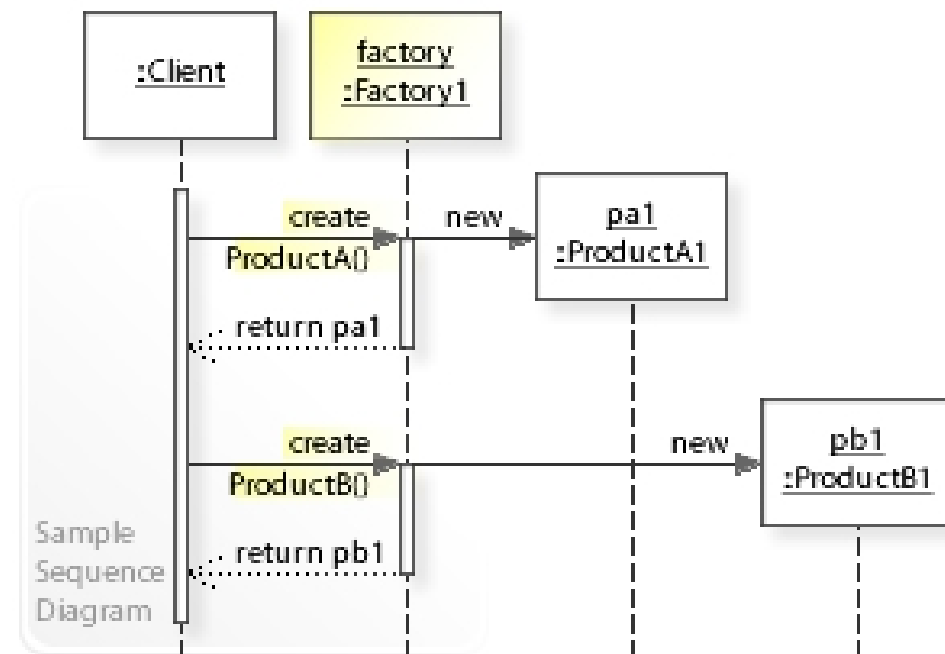 :Client
factory
:Factory1
create
ProductA()
new
pa1
:ProductA1
return pa1
create
ProductB()
new
pb1
:ProductB1
return pb1
Sample
Sequence
Diagram